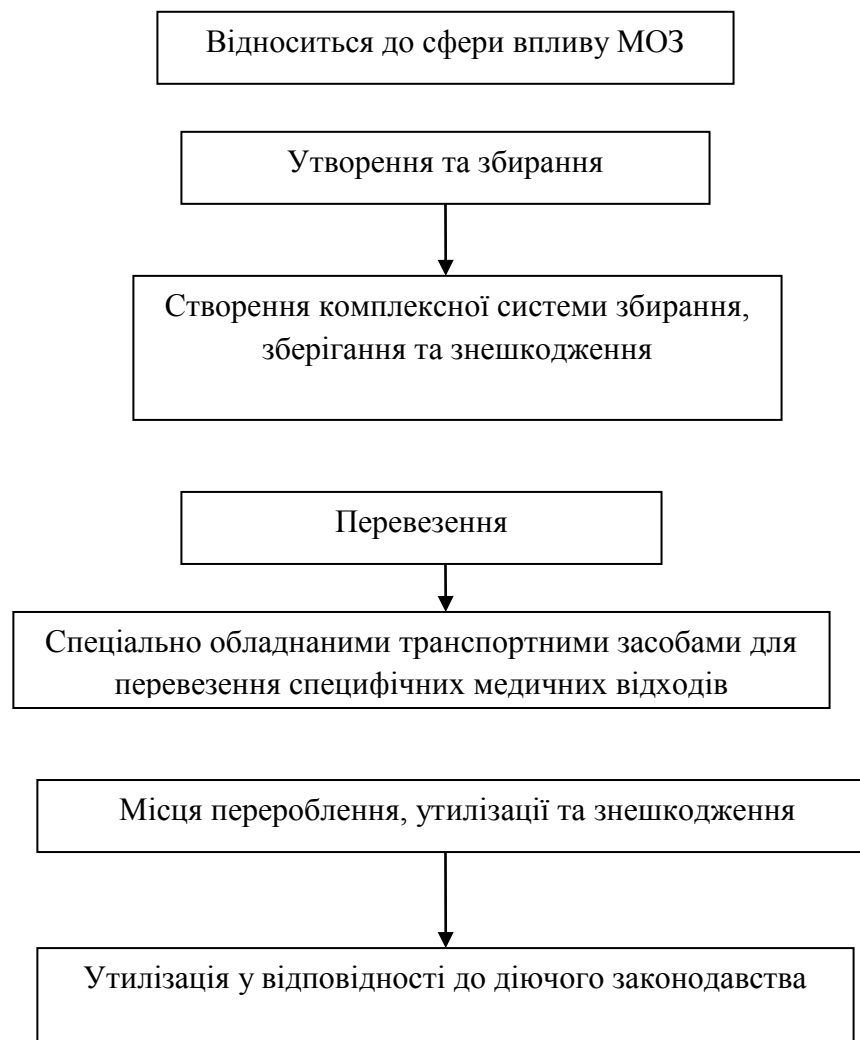 Відноситься до сфери впливу МОЗ
Утворення та збирання
Створення комплексної системи збирання,
зберігання та знешкодження
Перевезення
Спеціально обладнаними транспортними засобами для
перевезення специфічних медичних відходів
Місця перероблення, утилізації та знешкодження
Утилізація у відповідності до діючого законодавства